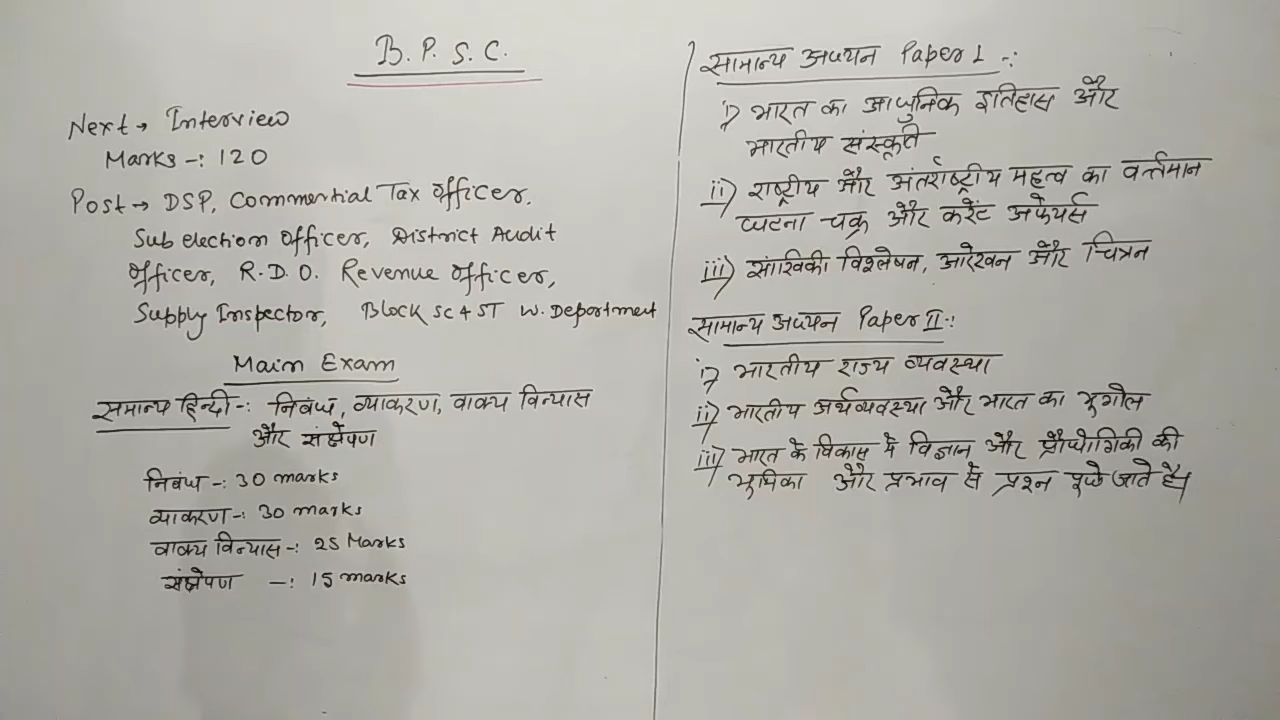 B. P. S. C.
Next → Interview
Marks -: 120
Post → DSP, Commertial Tax officer,
Sub election officer, District Audit
officer, R.D.O. Revenue officer,
Supply Inspector, Block SC & ST W. Department
Main Exam
समान्य हिन्दी -: निबंध, व्याकरण, वाक्य विन्यास
और संक्षेपण
निबंध -: 30 marks
व्याकरण -: 30 marks
वाक्य विन्यास -: 25 Marks
संक्षेपण -: 15 marks
सामान्य अध्यन Paper I -:
i) भारत का आधुनिक इतिहास और
भारतीय संस्कृति
ii) राष्ट्रीय और अंतर्राष्ट्रीय महत्व का वर्त्तमान
घटना चक्र और करेंट अफेयर्स
iii) सांखिकी विश्लेषन, आरेखन और चित्रन
सामान्य अध्यन Paper II -:
i) भारतीय राज्य व्यवस्था
ii) भारतीय अर्थव्यवस्था और भारत का भूगोल
iii) भारत के विकास मे विज्ञान और प्रौधोगिकी की
भूमिका और प्रभाव से प्रश्न पूछे जाते है।